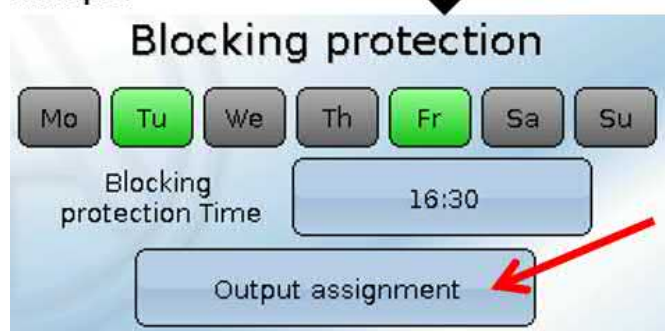 Blocking protection
Mo Tu We Th Fr Sa Su
Blocking
protection Time
16:30
Output assignment